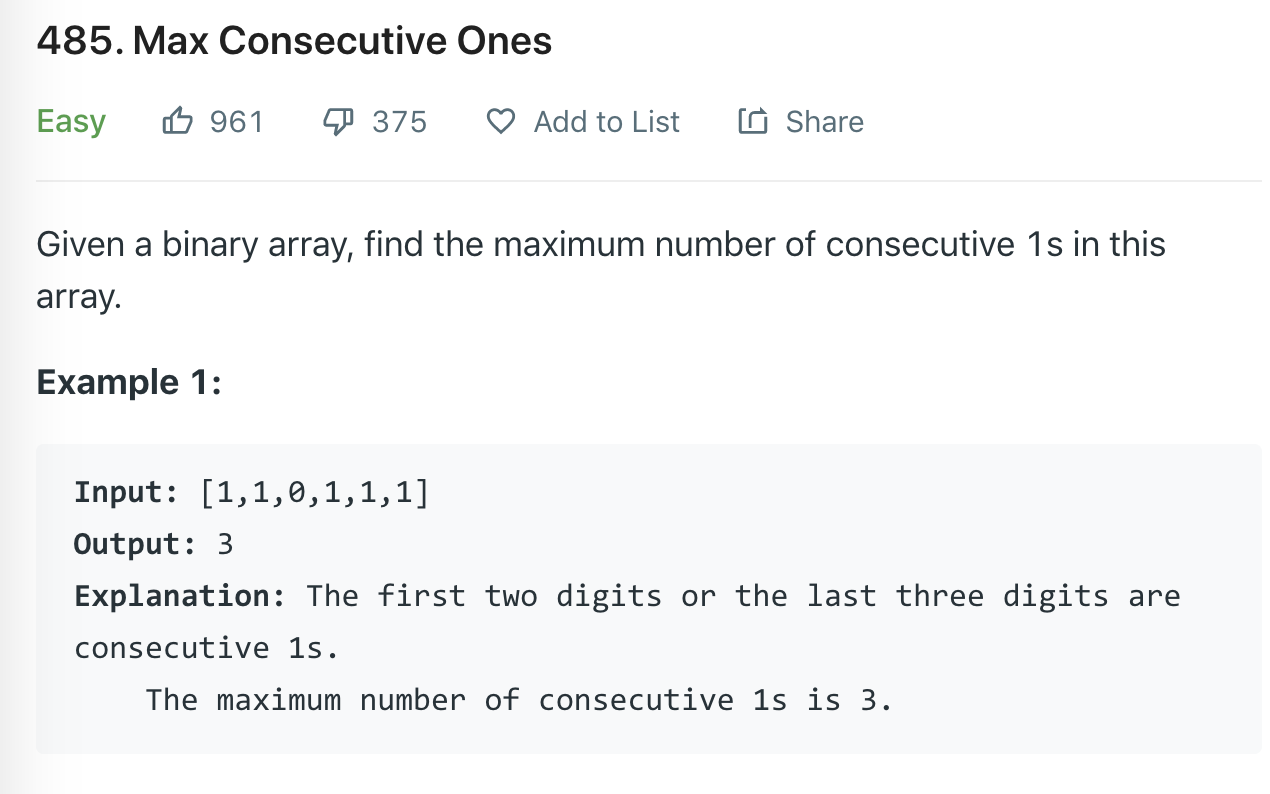 485. Max Consecutive Ones
Easy 961 375 Add to List Share
Given a binary array, find the maximum number of consecutive 1s in this
array.
Example 1:
Input: [1,1,0,1,1,1]
Output: 3
Explanation: The first two digits or the last three digits are
consecutive 1s.
    The maximum number of consecutive 1s is 3.